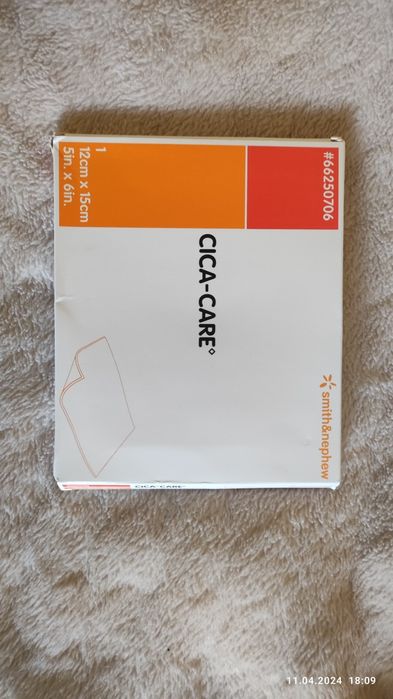 #66250706
1
12cm x 15cm
5in. x 6in.
CICA-CARE◊
smith&nephew
CICA-CARE◊
11.04.2024 18:09